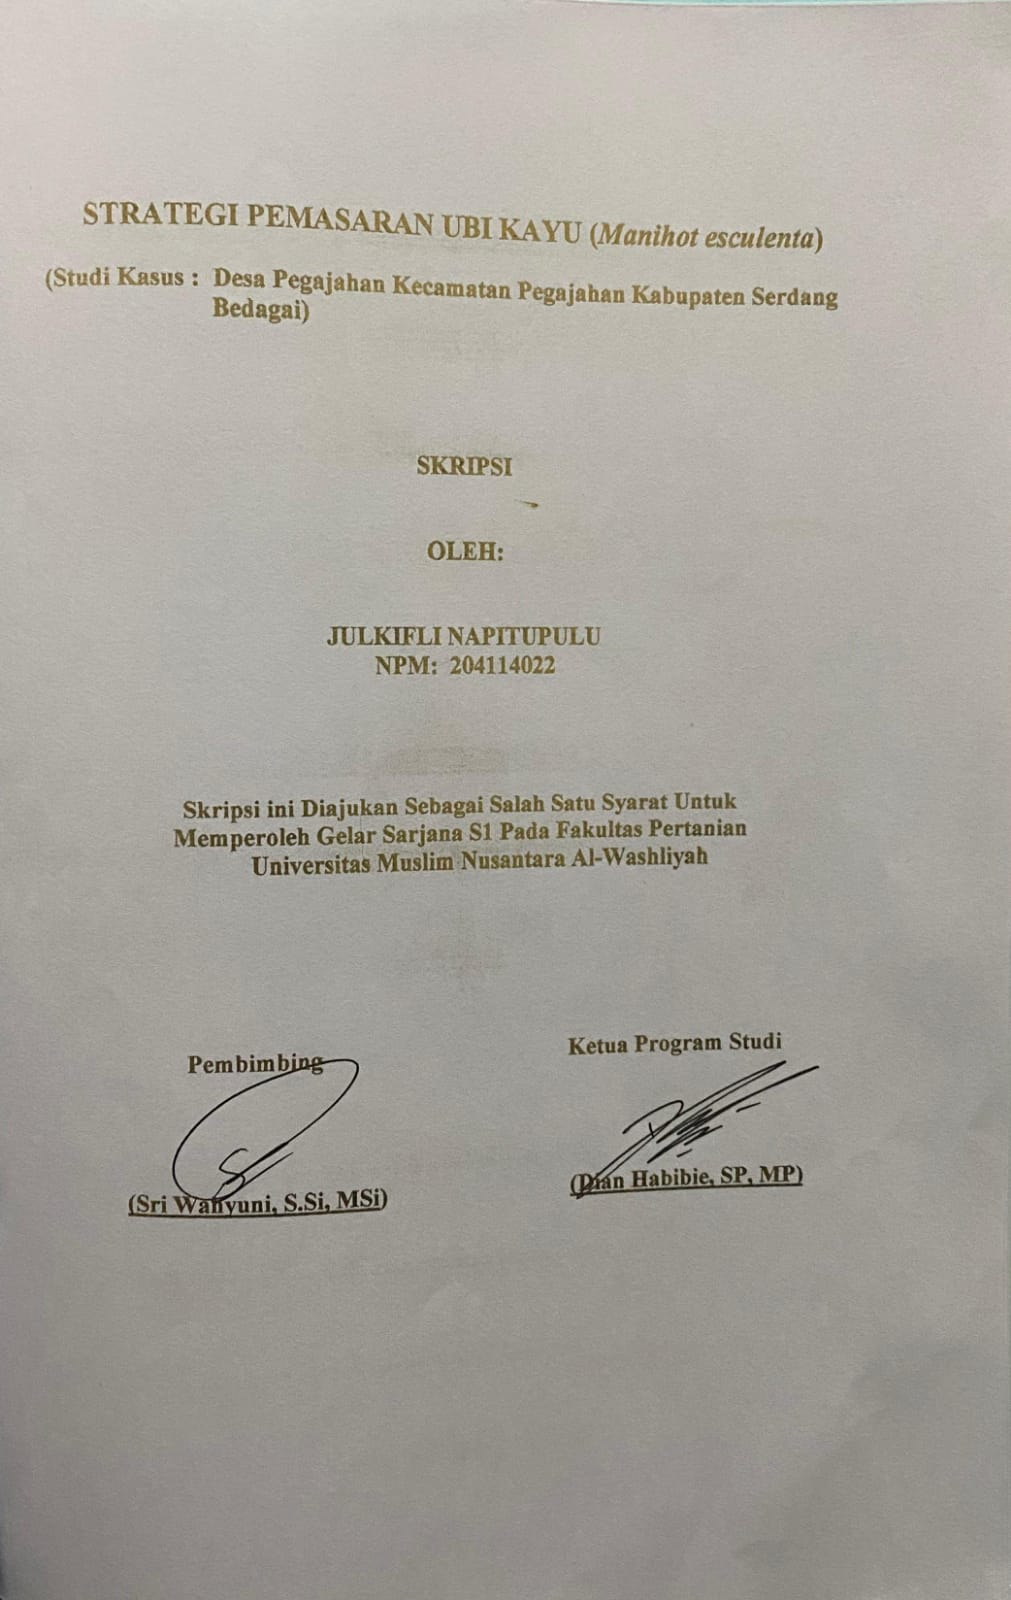 STRATEGI PEMASARAN UBI KAYU (Manihot esculenta)
(Studi Kasus : Desa Pegajahan Kecamatan Pegajahan Kabupaten Serdang
Bedagai)
SKRIPSI
OLEH:
JULKIFLI NAPITUPULU
NPM: 204114022
Skripsi ini Diajukan Sebagai Salah Satu Syarat Untuk
Memperoleh Gelar Sarjana S1 Pada Fakultas Pertanian
Universitas Muslim Nusantara Al-Washliyah
Pembimbing
Ketua Program Studi
(Sri Wahyuni, S.Si, MSi)
(Dian Habibie, SP, MP)